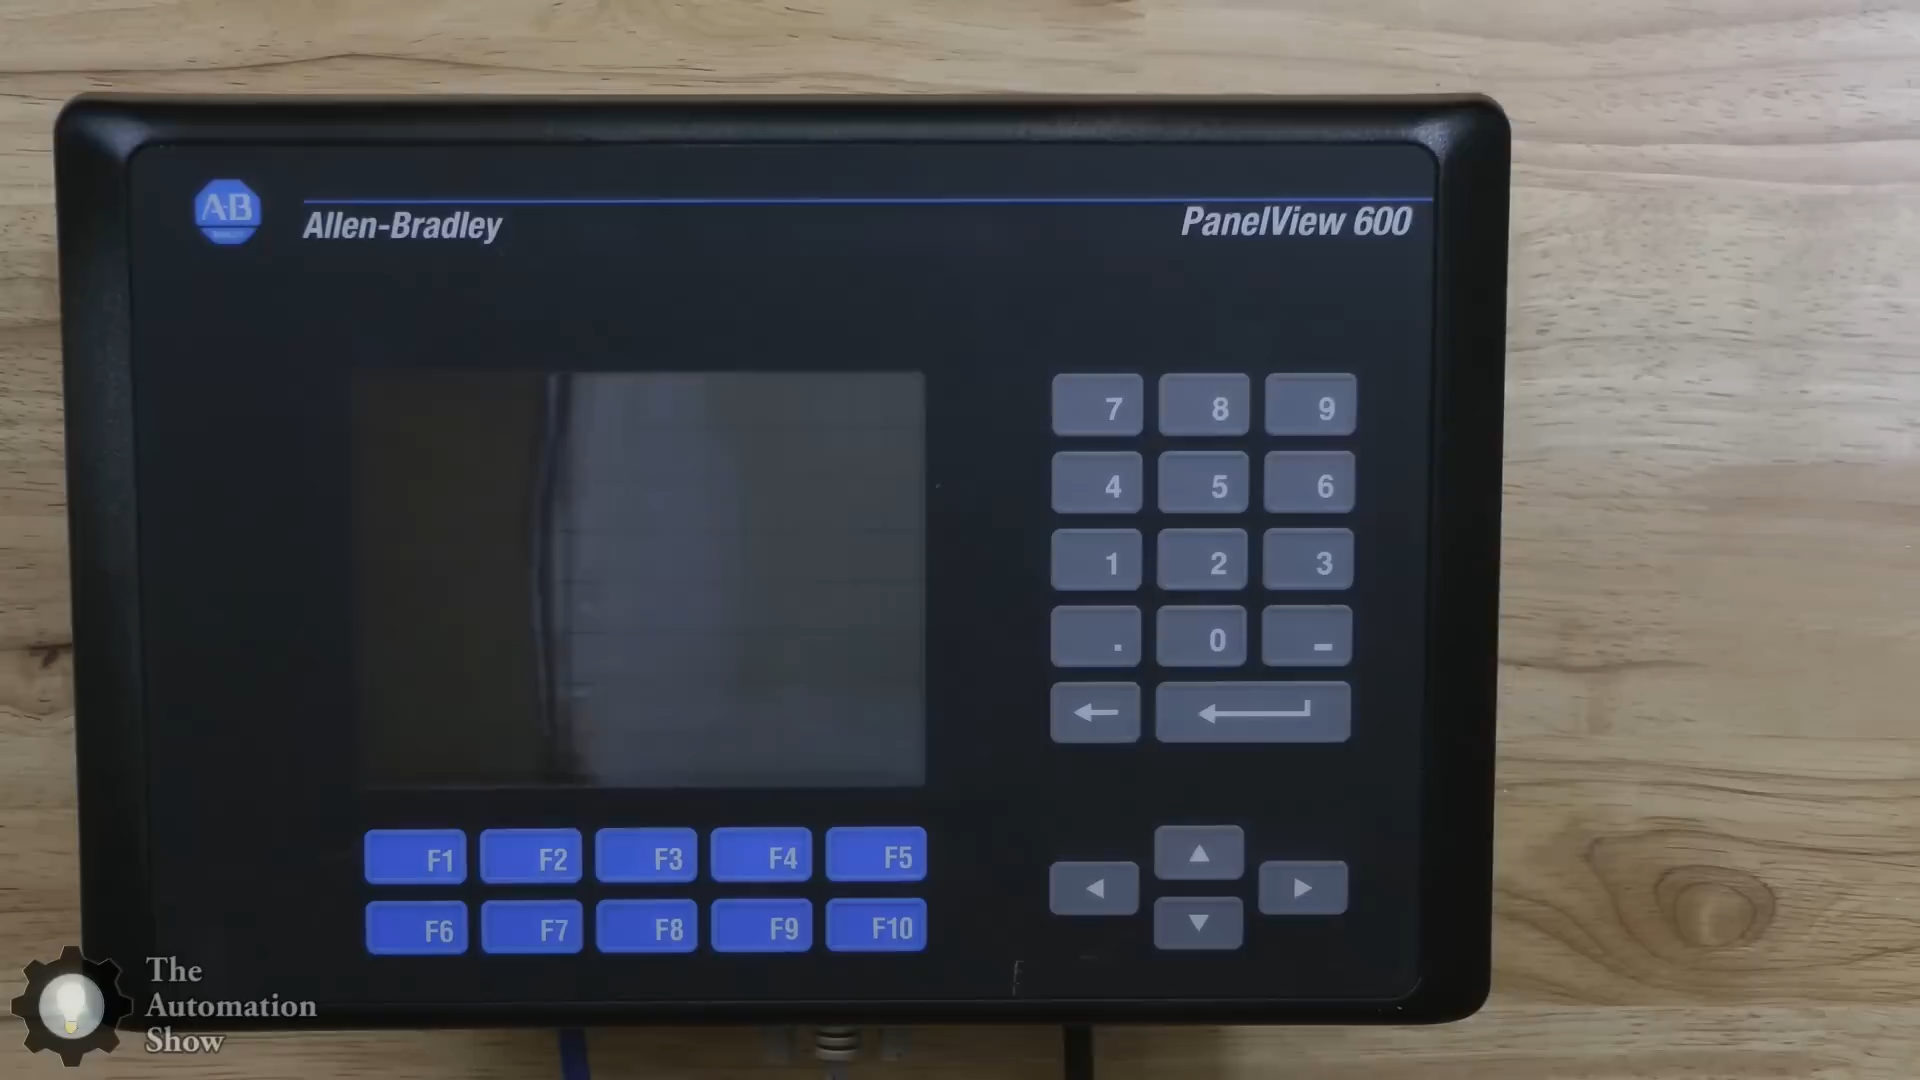 A-B
Allen-Bradley
PanelView 600
7 8 9
4 5 6
1 2 3
. 0 -
F1 F2 F3 F4 F5
F6 F7 F8 F9 F10
The
Automation
Show